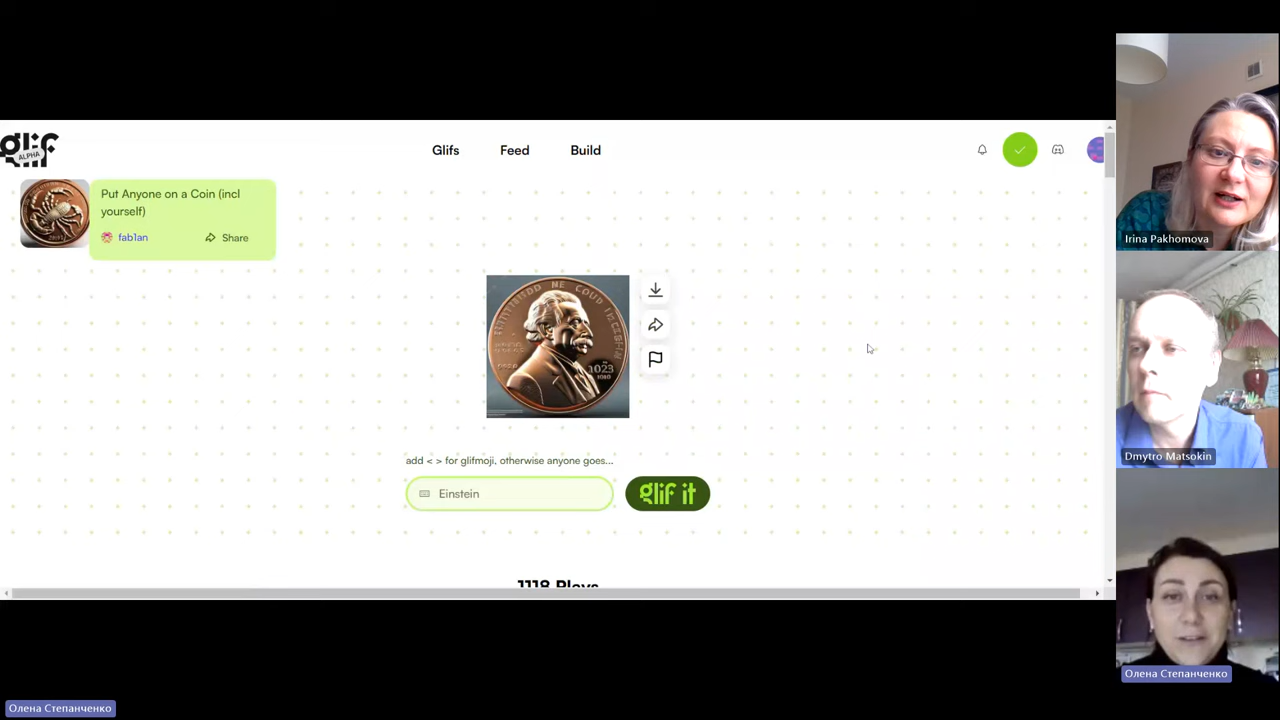 glif
ALPHA
Glifs
Feed
Build
Put Anyone on a Coin (incl
yourself)
fab1an
Share
1023
add < > for glifmoji, otherwise anyone goes...
Einstein
glif it
1118 Plays
Irina Pakhomova
Dmytro Matsokin
Олена Степанченко
Олена Степанченко